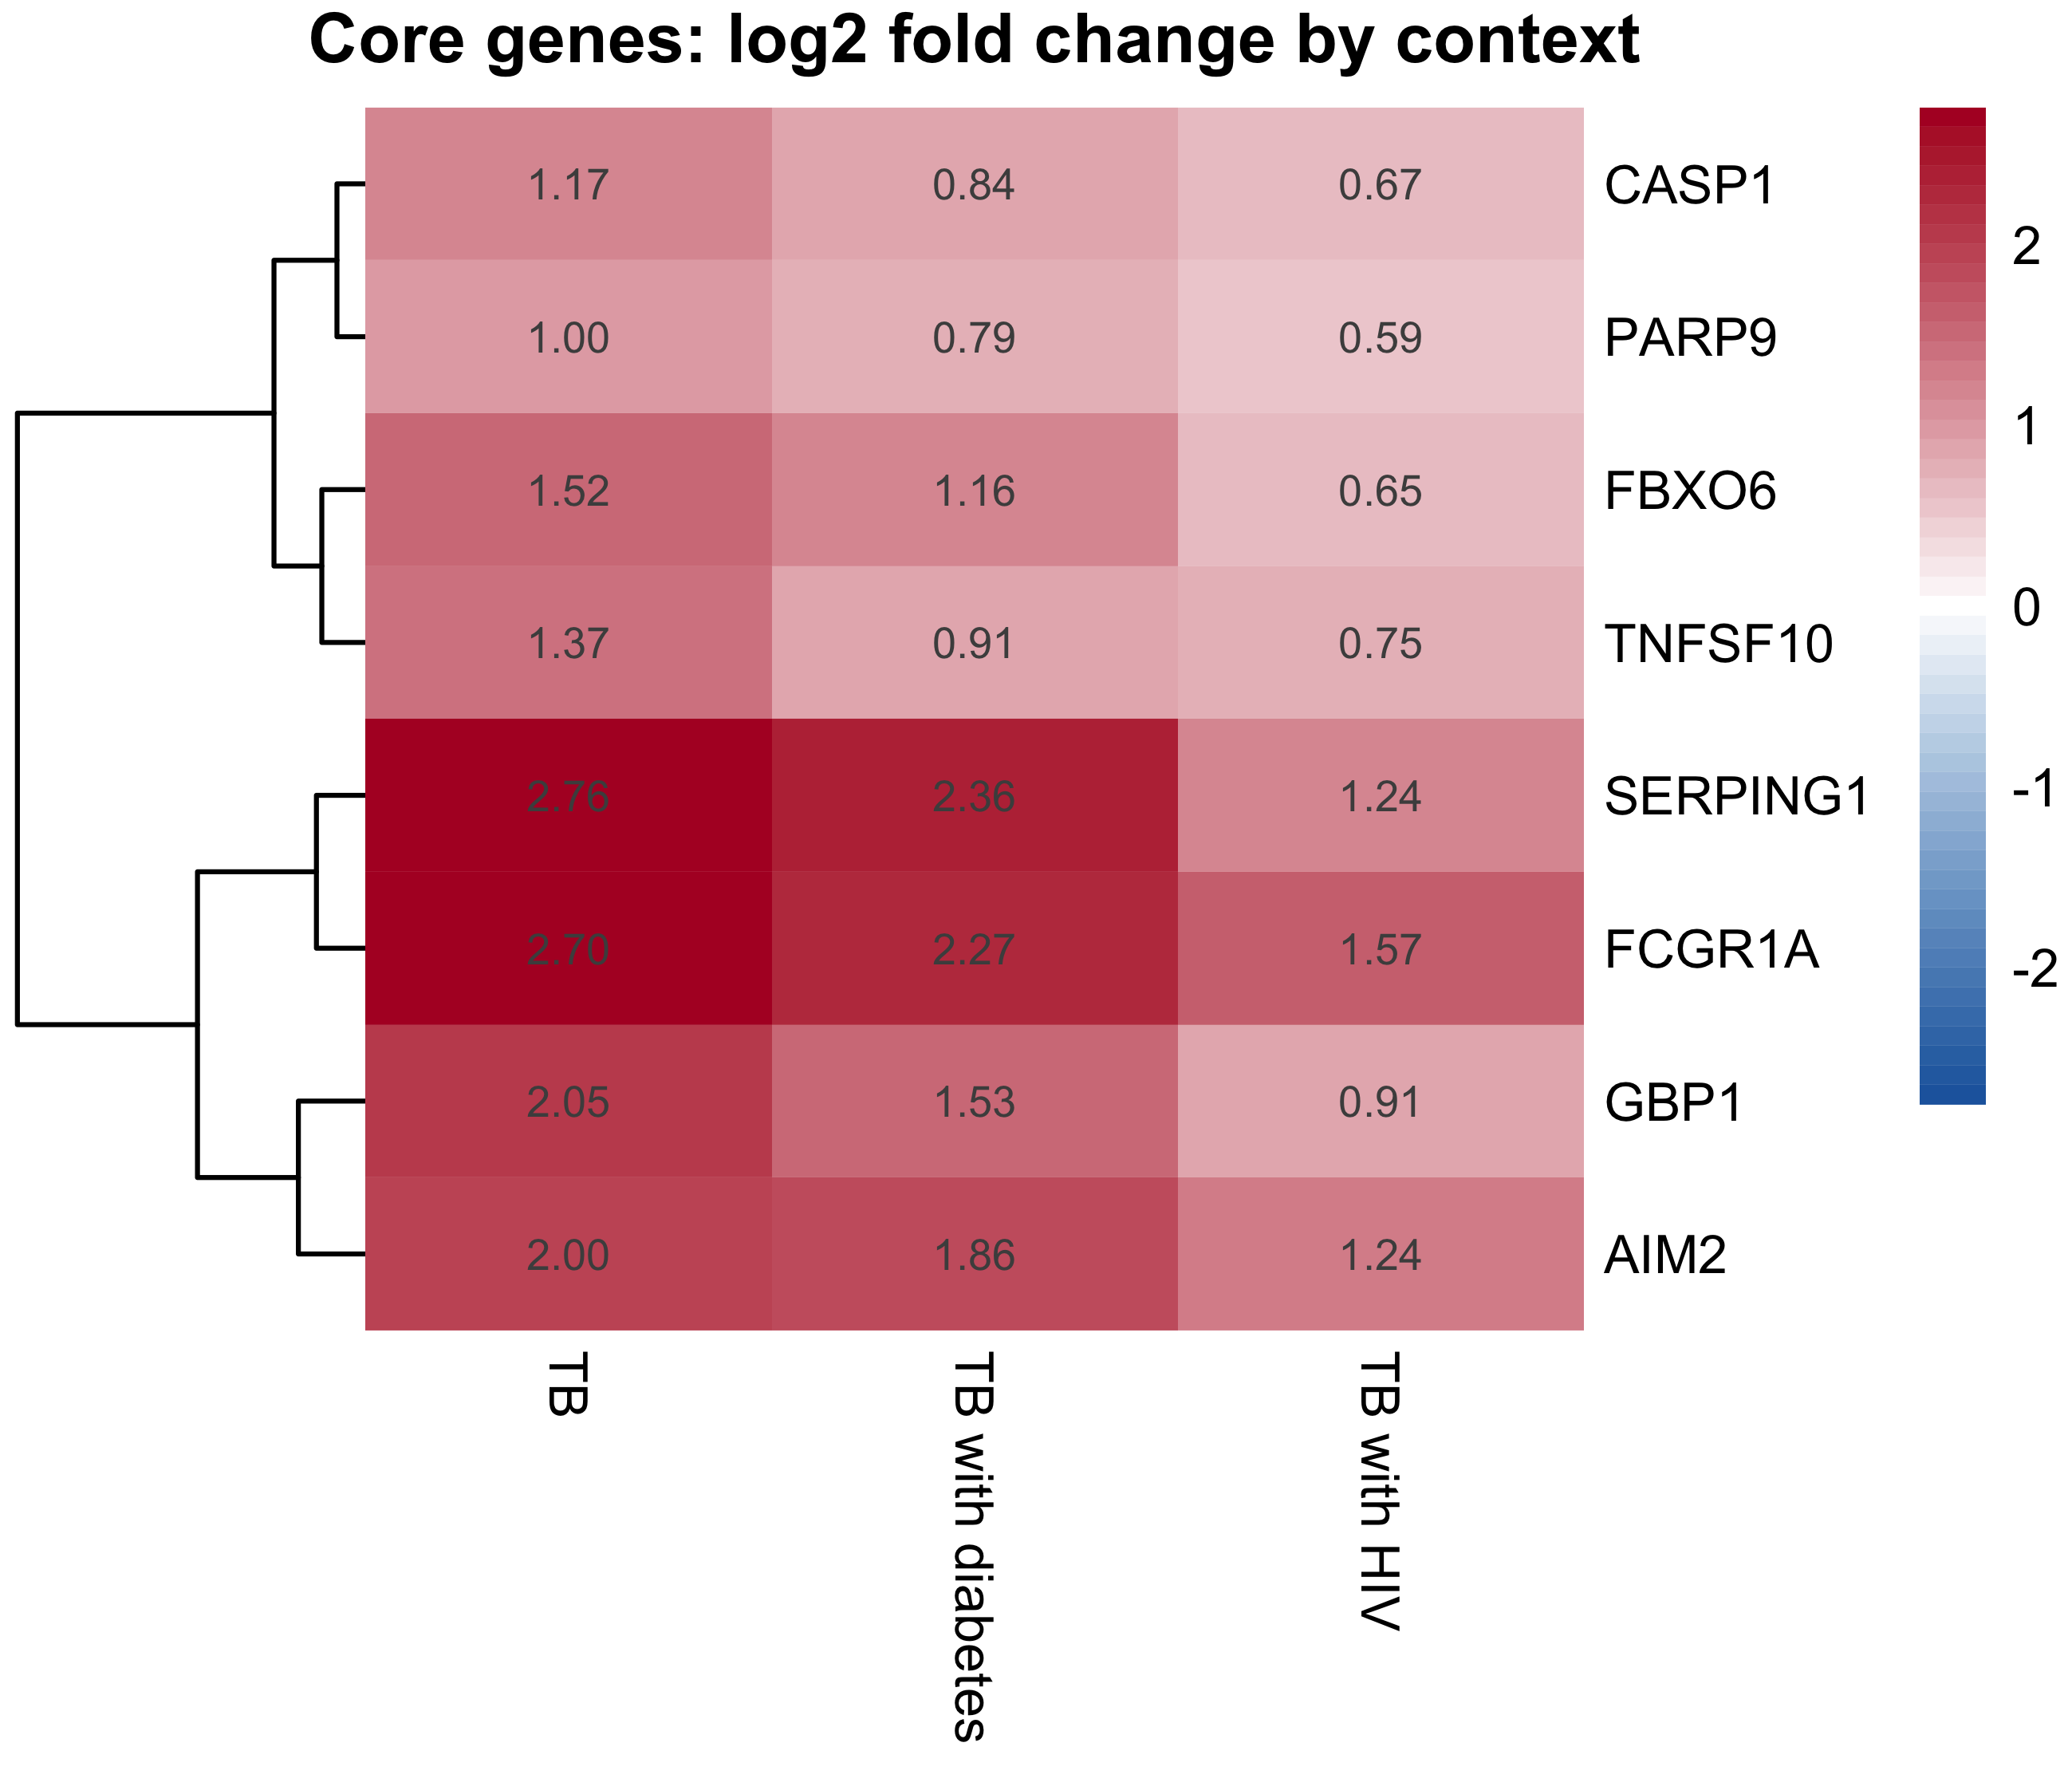 Core genes: log2 fold change by context
1.17 0.84 0.67 CASP1
1.00 0.79 0.59 PARP9
1.52 1.16 0.65 FBXO6
1.37 0.91 0.75 TNFSF10
2.76 2.36 1.24 SERPING1
2.70 2.27 1.57 FCGR1A
2.05 1.53 0.91 GBP1
2.00 1.86 1.24 AIM2
TB
TB with diabetes
TB with HIV
2
1
0
-1
-2